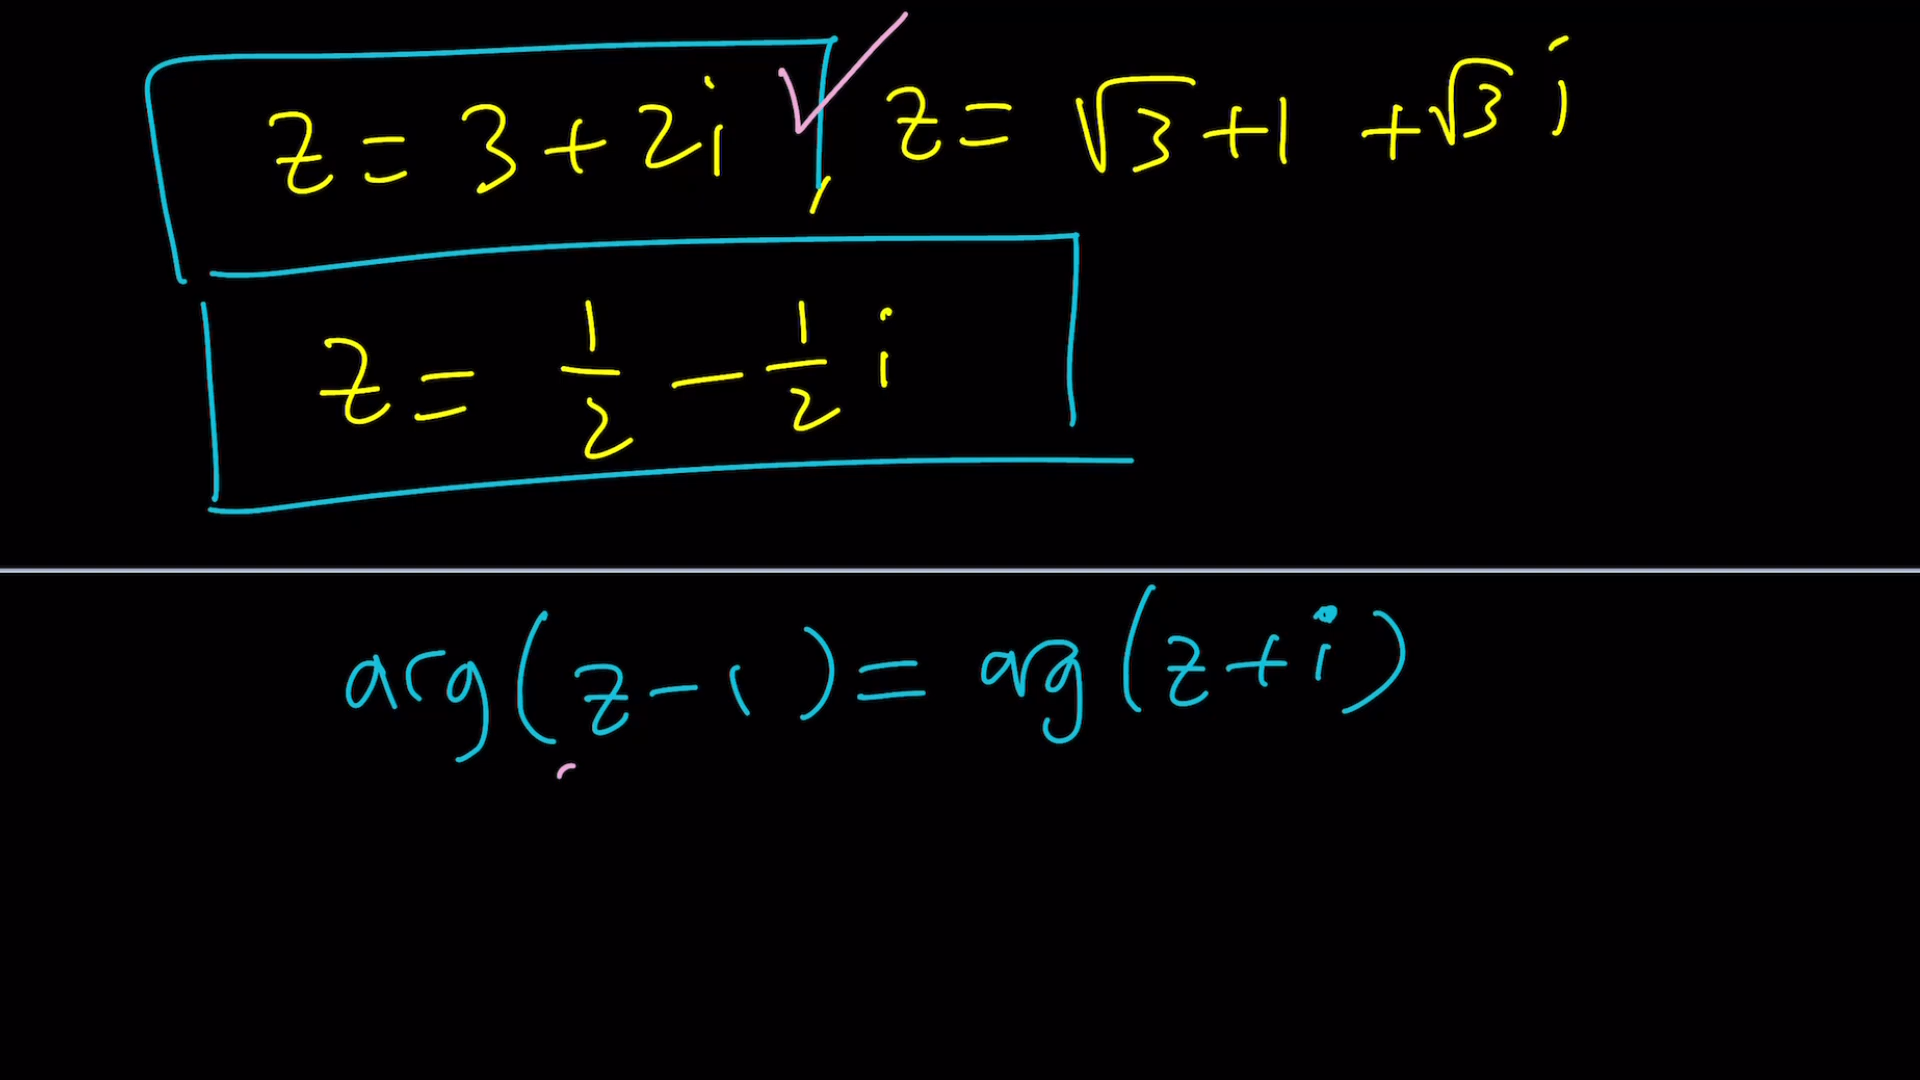 z = 3 + 2i , z = √3 + 1 + √3 i
z = 1/2 - 1/2 i
arg(z - 1) = arg(z + i)